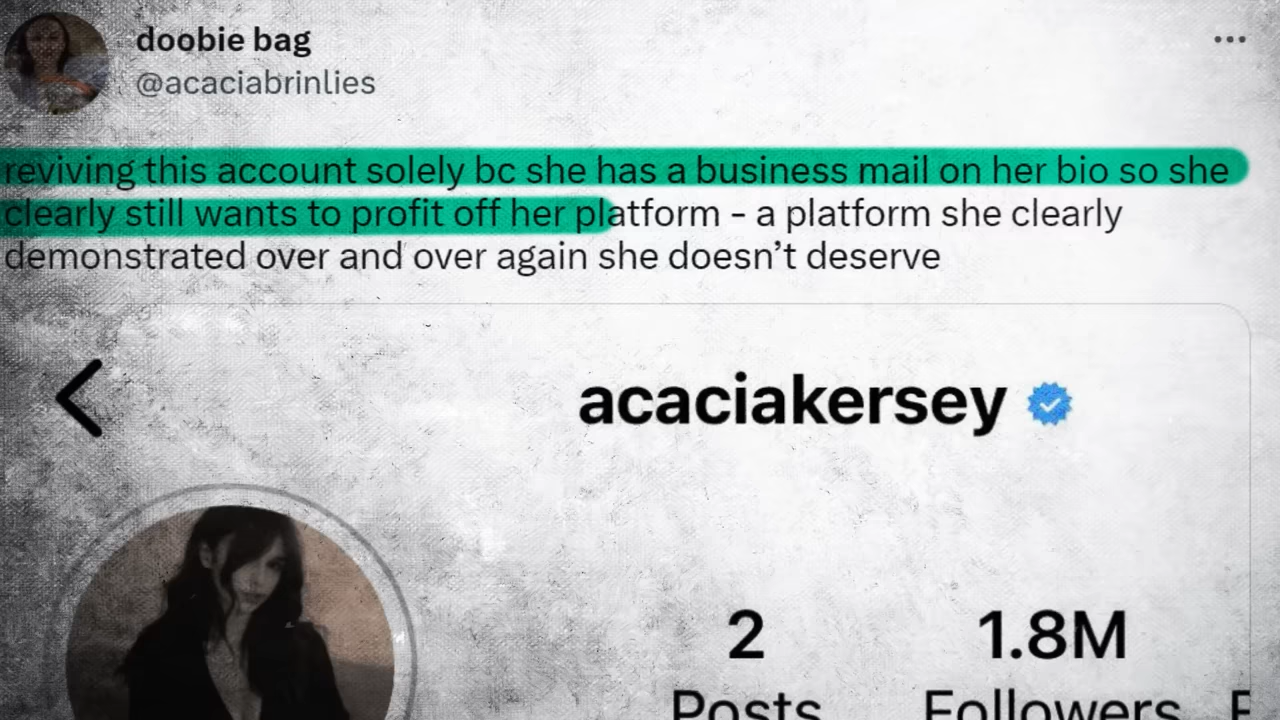 doobie bag
@acaciabrinlies
reviving this account solely bc she has a business mail on her bio so she
clearly still wants to profit off her platform - a platform she clearly
demonstrated over and over again she doesn’t deserve
acaciakersey
2 1.8M
Posts Followers F